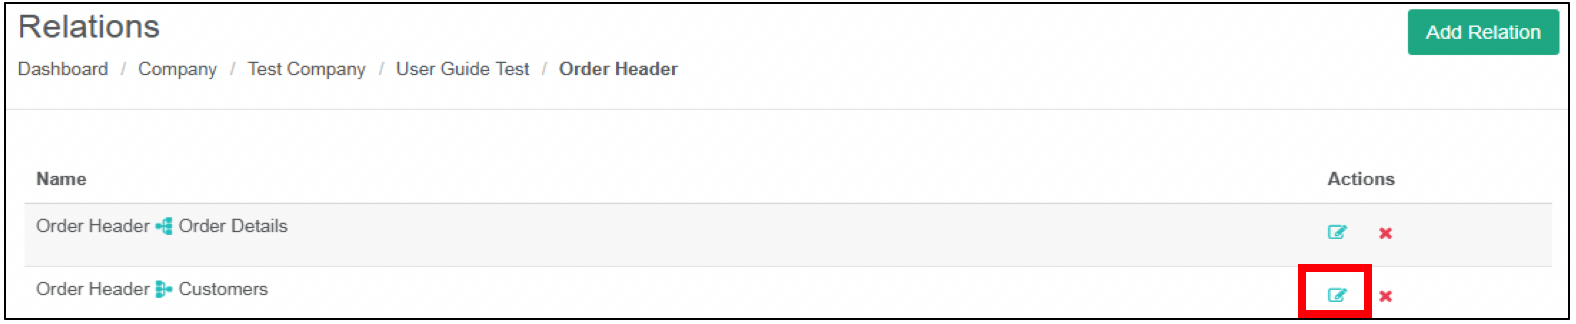 Relations
Add Relation
Dashboard / Company / Test Company / User Guide Test / Order Header
Name Actions
Order Header Order Details
Order Header Customers